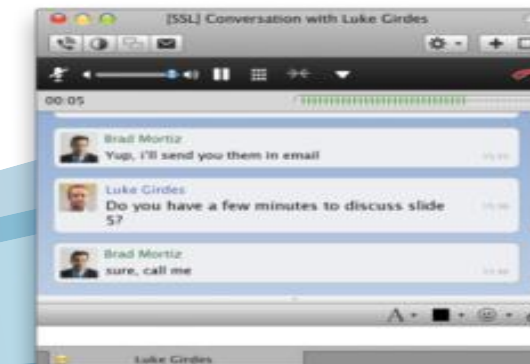 [SSL] Conversation with Luke Girdes
00:05
Brad Mortiz
Yup, i'll send you them in email
Luke Girdes
Do you have a few minutes to discuss slide
5?
Brad Mortiz
sure, call me
A
Luke Girdes